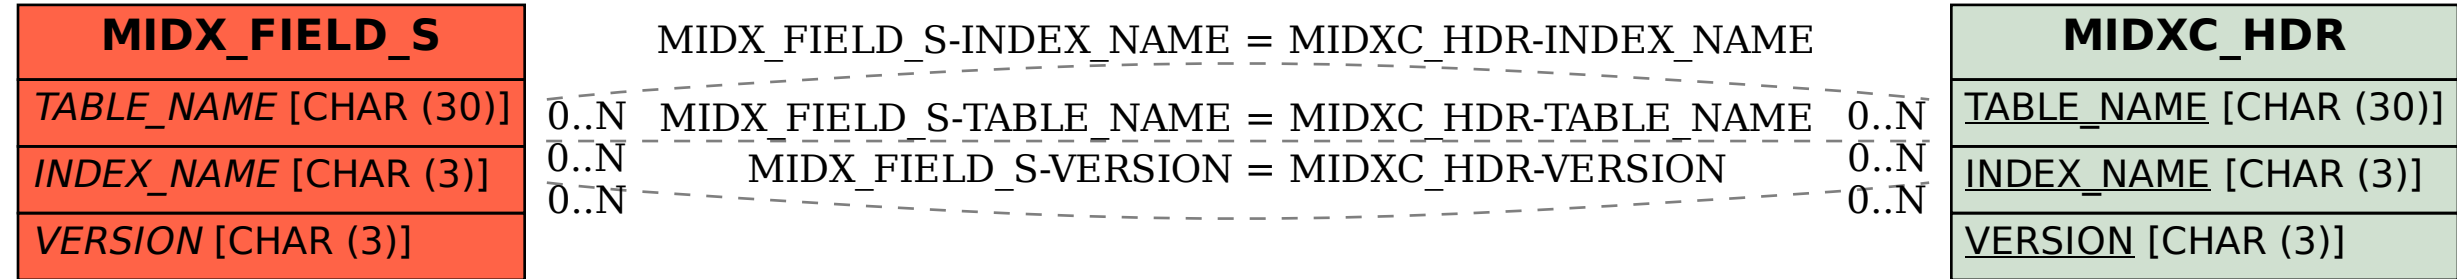 MIDX_FIELD_S
TABLE_NAME [CHAR (30)]
INDEX_NAME [CHAR (3)]
VERSION [CHAR (3)]
MIDX_FIELD_S-INDEX_NAME = MIDXC_HDR-INDEX_NAME
0..N
MIDX_FIELD_S-TABLE_NAME = MIDXC_HDR-TABLE_NAME
0..N
0..N
MIDX_FIELD_S-VERSION = MIDXC_HDR-VERSION
0..N
0..N
0..N
MIDXC_HDR
TABLE_NAME [CHAR (30)]
INDEX_NAME [CHAR (3)]
VERSION [CHAR (3)]